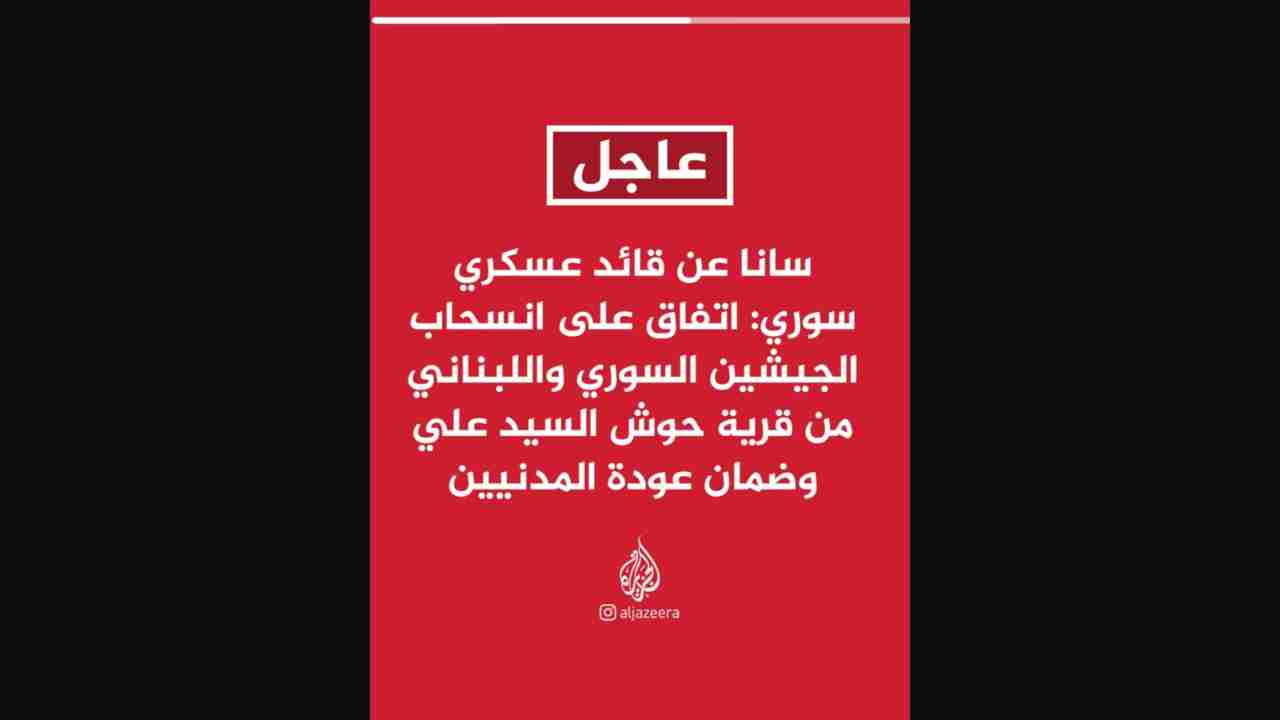 عاجل
سانا عن قائد عسكري
سوري: اتفاق على انسحاب
الجيشين السوري واللبناني
من قرية حوش السيد علي
وضمان عودة المدنيين
الجزيرة
aljazeera